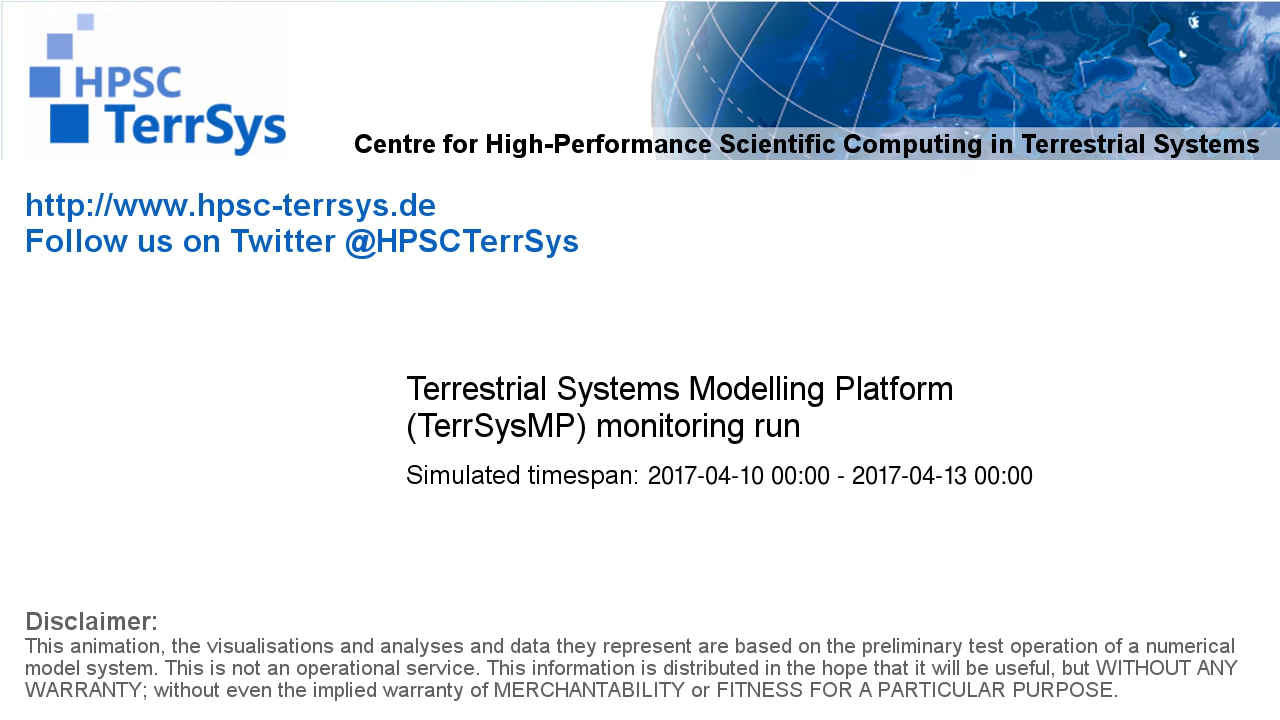 HPSC
TerrSys
Centre for High-Performance Scientific Computing in Terrestrial Systems
http://www.hpsc-terrsys.de
Follow us on Twitter @HPSCTerrSys
Terrestrial Systems Modelling Platform
(TerrSysMP) monitoring run
Simulated timespan: 2017-04-10 00:00 - 2017-04-13 00:00
Disclaimer:
This animation, the visualisations and analyses and data they represent are based on the preliminary test operation of a numerical
model system. This is not an operational service. This information is distributed in the hope that it will be useful, but WITHOUT ANY
WARRANTY; without even the implied warranty of MERCHANTABILITY or FITNESS FOR A PARTICULAR PURPOSE.